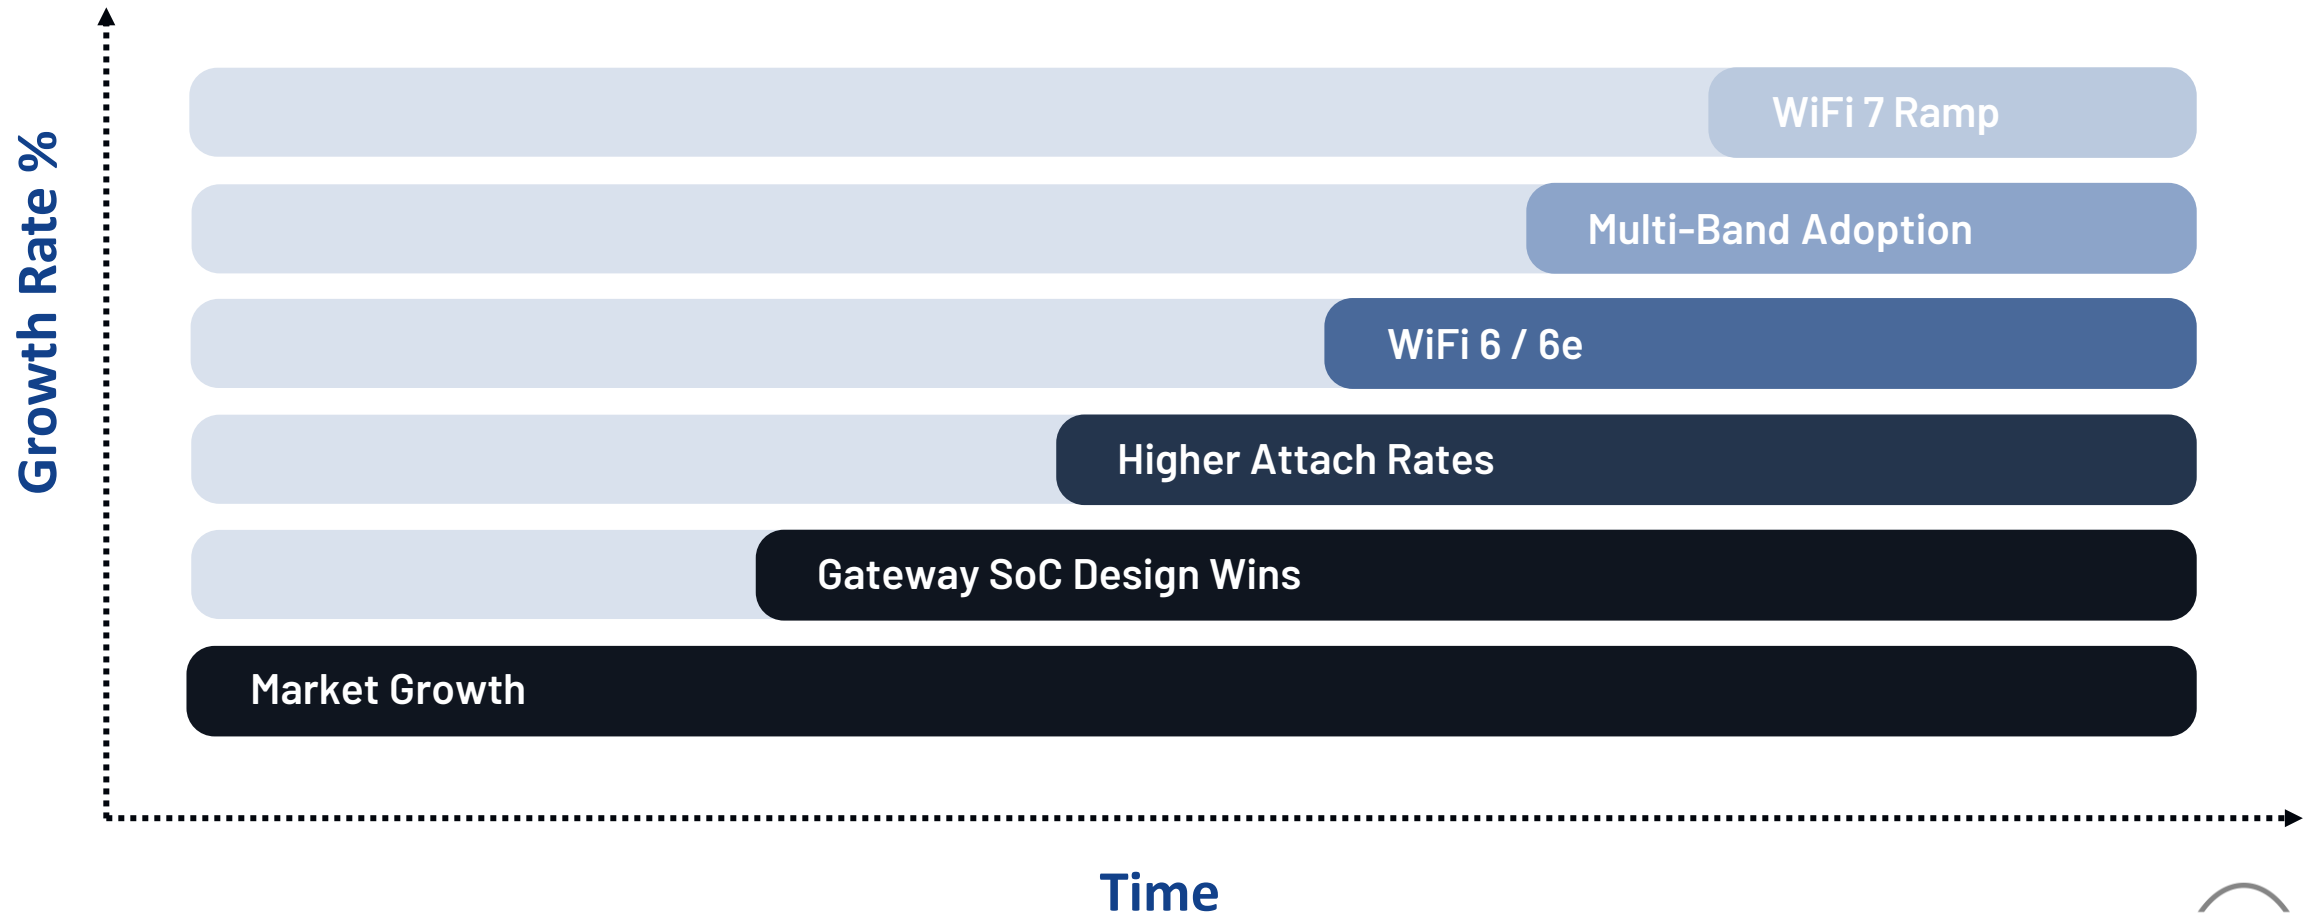 Growth Rate %
WiFi 7 Ramp
Multi-Band Adoption
WiFi 6 / 6e
Higher Attach Rates
Gateway SoC Design Wins
Market Growth
Time